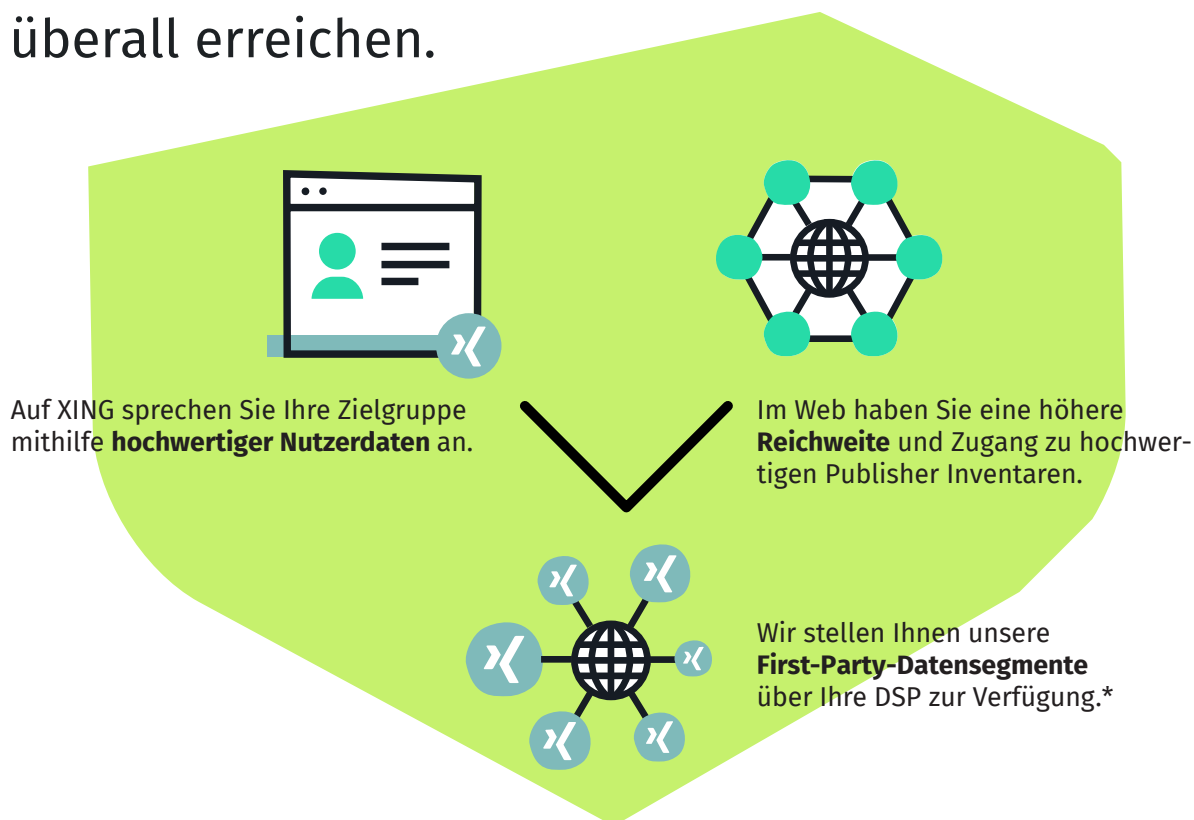 überall erreichen.
Auf XING sprechen Sie Ihre Zielgruppe
mithilfe hochwertiger Nutzerdaten an.
Im Web haben Sie eine höhere
Reichweite und Zugang zu hochwer-
tigen Publisher Inventaren.
Wir stellen Ihnen unsere
First-Party-Datensegmente
über Ihre DSP zur Verfügung.*